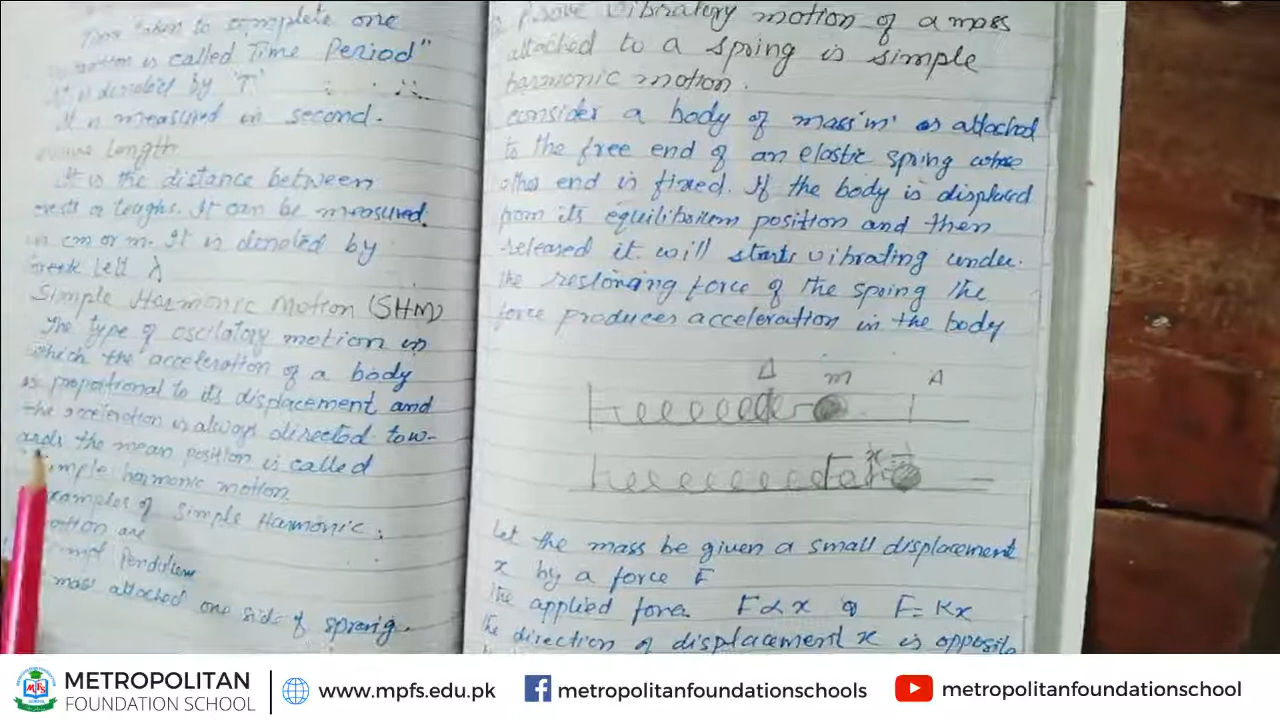 Time taken to complete one
is called Time Period"
It is denoted by 'T'
It is measured in second.
wave length
It is the distance between
crests or toughs. It can be measured
in cm or m. It is denoted by
Greek Lett λ
Simple Harmonic Motion (SHM)
The type of oscilatory motion in
which the acceleration of a body
is propostional to its displacement and
the acceleration is always directed tow-
ards the mean position is called
simple harmonic motion
Examples of Simple Harmonic
motion are
Pendulum
mass attached one side of spring.
Prove Vibratory motion of a mass
attached to a spring is simple
harmonic motion.
consider a body of mass 'm' as attached
to the free end of an elastic spring whose
other end is fixed. If the body is displaced
from its equilibrium position and then
released it will starts vibrating under
the restoring force of the spring the
force produces acceleration in the body
m A
x
Let the mass be given a small displacement
x by a force F
the applied force F∝x or F=Kx
the direction of displacement x is opposite
METROPOLITAN
FOUNDATION SCHOOL
www.mpfs.edu.pk
metropolitanfoundationschools
metropolitanfoundationschool